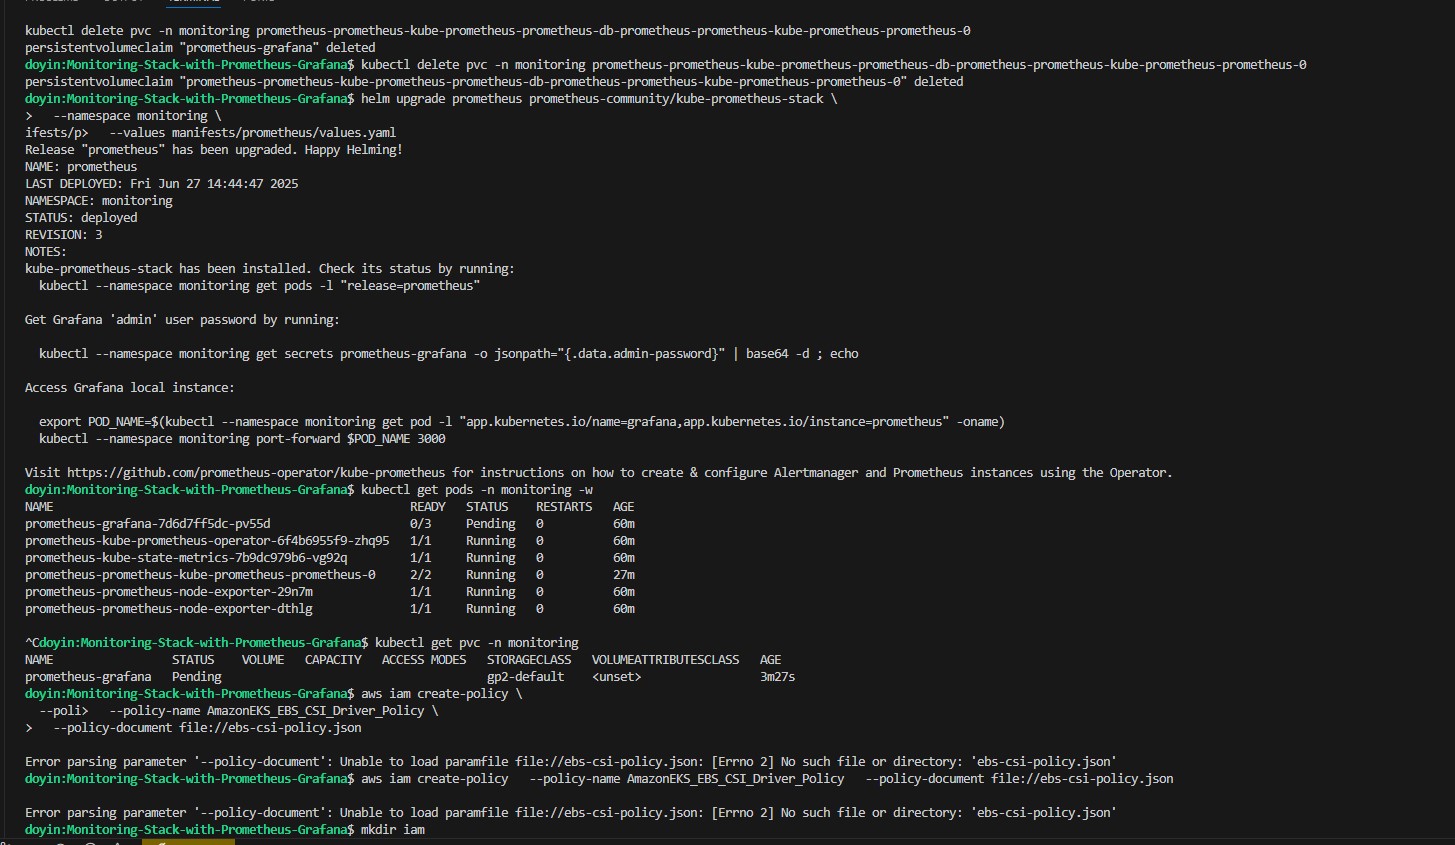 TERMINAL
kubectl delete pvc -n monitoring prometheus-prometheus-kube-prometheus-prometheus-db-prometheus-prometheus-kube-prometheus-prometheus-0
persistentvolumeclaim "prometheus-grafana" deleted
doyin:Monitoring-Stack-with-Prometheus-Grafana$ kubectl delete pvc -n monitoring prometheus-prometheus-kube-prometheus-prometheus-db-prometheus-prometheus-kube-prometheus-prometheus-0
persistentvolumeclaim "prometheus-prometheus-kube-prometheus-prometheus-db-prometheus-prometheus-kube-prometheus-prometheus-0" deleted
doyin:Monitoring-Stack-with-Prometheus-Grafana$ helm upgrade prometheus prometheus-community/kube-prometheus-stack \
>   --namespace monitoring \
ifests/p>   --values manifests/prometheus/values.yaml
Release "prometheus" has been upgraded. Happy Helming!
NAME: prometheus
LAST DEPLOYED: Fri Jun 27 14:44:47 2025
NAMESPACE: monitoring
STATUS: deployed
REVISION: 3
NOTES:
kube-prometheus-stack has been installed. Check its status by running:
  kubectl --namespace monitoring get pods -l "release=prometheus"
Get Grafana 'admin' user password by running:
  kubectl --namespace monitoring get secrets prometheus-grafana -o jsonpath="{.data.admin-password}" | base64 -d ; echo
Access Grafana local instance:
  export POD_NAME=$(kubectl --namespace monitoring get pod -l "app.kubernetes.io/name=grafana,app.kubernetes.io/instance=prometheus" -oname)
  kubectl --namespace monitoring port-forward $POD_NAME 3000
Visit https://github.com/prometheus-operator/kube-prometheus for instructions on how to create & configure Alertmanager and Prometheus instances using the Operator.
doyin:Monitoring-Stack-with-Prometheus-Grafana$ kubectl get pods -n monitoring -w
NAME                                                   READY   STATUS    RESTARTS   AGE
prometheus-grafana-7d6d7ff5dc-pv55d                    0/3     Pending   0          60m
prometheus-kube-prometheus-operator-6f4b6955f9-zhq95   1/1     Running   0          60m
prometheus-kube-state-metrics-7b9dc979b6-vg92q         1/1     Running   0          60m
prometheus-prometheus-kube-prometheus-prometheus-0     2/2     Running   0          27m
prometheus-prometheus-node-exporter-29n7m              1/1     Running   0          60m
prometheus-prometheus-node-exporter-dthlg              1/1     Running   0          60m
^Cdoyin:Monitoring-Stack-with-Prometheus-Grafana$ kubectl get pvc -n monitoring
NAME                 STATUS    VOLUME   CAPACITY   ACCESS MODES   STORAGECLASS   VOLUMEATTRIBUTESCLASS   AGE
prometheus-grafana   Pending                                      gp2-default    <unset>                 3m27s
doyin:Monitoring-Stack-with-Prometheus-Grafana$ aws iam create-policy \
  --poli>   --policy-name AmazonEKS_EBS_CSI_Driver_Policy \
>   --policy-document file://ebs-csi-policy.json
Error parsing parameter '--policy-document': Unable to load paramfile file://ebs-csi-policy.json: [Errno 2] No such file or directory: 'ebs-csi-policy.json'
doyin:Monitoring-Stack-with-Prometheus-Grafana$ aws iam create-policy   --policy-name AmazonEKS_EBS_CSI_Driver_Policy   --policy-document file://ebs-csi-policy.json
Error parsing parameter '--policy-document': Unable to load paramfile file://ebs-csi-policy.json: [Errno 2] No such file or directory: 'ebs-csi-policy.json'
doyin:Monitoring-Stack-with-Prometheus-Grafana$ mkdir iam